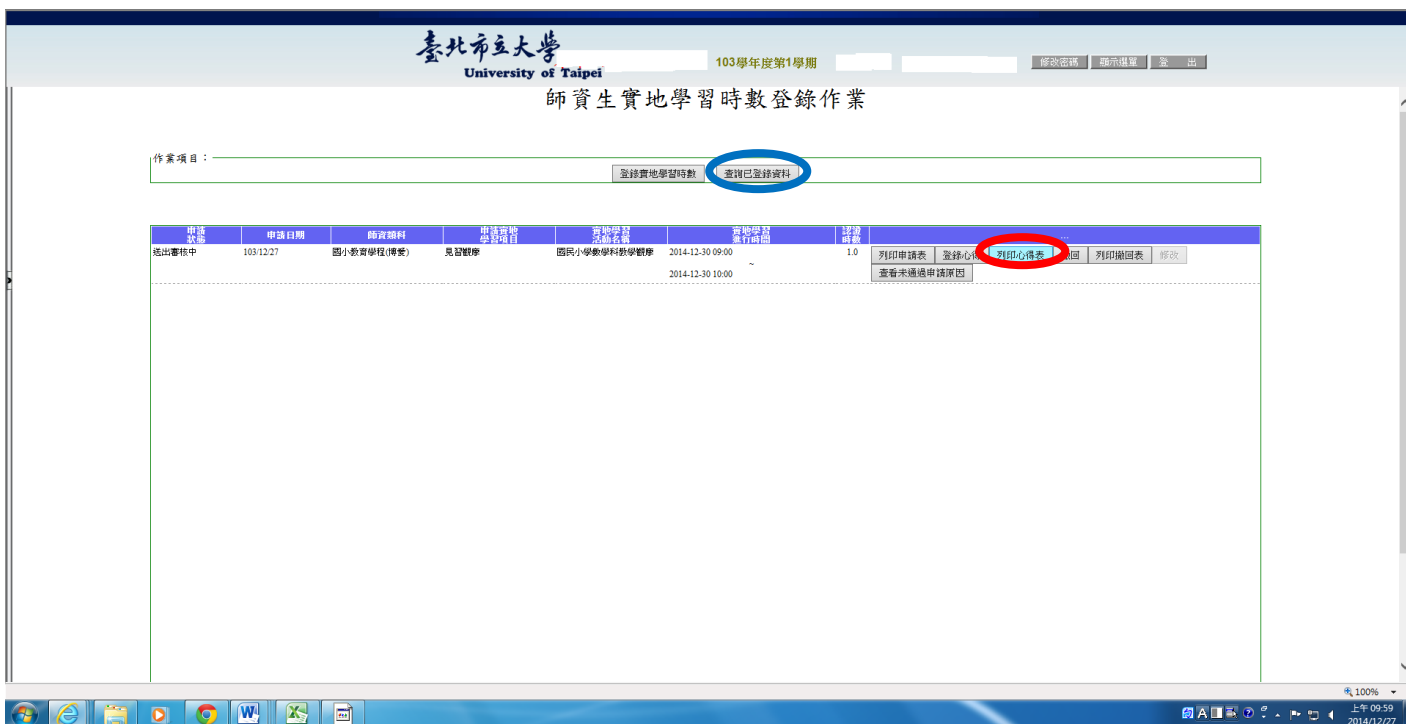 臺北市立大學
University of Taipei
103學年度第1學期
修改密碼 顯示選單 登 出
師資生實地學習時數登錄作業
作業項目：
登錄實地學習時數 查詢已登錄資料
申請狀態 申請日期 師資類科 申請實地學習項目 實地學習活動名稱 實地學習進行時間 認證時數 ...
送出審核中 103/12/27 國小教育學程(博愛) 見習觀摩 國民小學數學科教學觀摩 2014-12-30 09:00 1.0 列印申請表 登錄心得 列印心得表 回 列印撤回表 修改
~
2014-12-30 10:00 查看未通過申請原因
100%
上午 09:59
2014/12/27